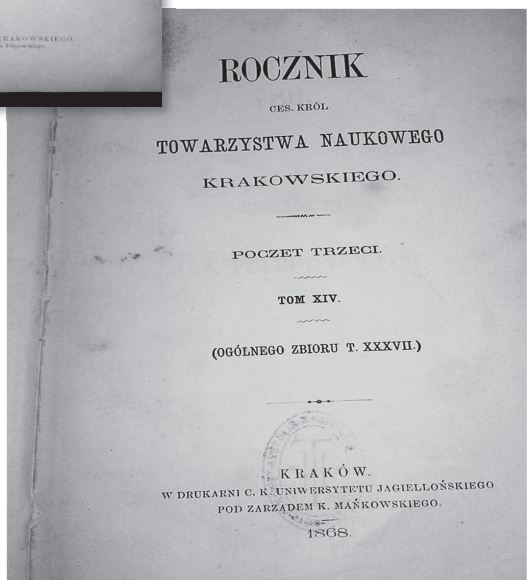 KRAKOWSKIEGO.
ROCZNIK
CES. KRÓL.
TOWARZYSTWA NAUKOWEGO
KRAKOWSKIEGO.
POCZET TRZECI.
TOM XIV.
(OGÓLNEGO ZBIORU T. XXXVII.)
KRAKÓW.
W DRUKARNI C. K. UNIWERSYTETU JAGIELLOŃSKIEGO
POD ZARZĄDEM K. MAŃKOWSKIEGO.
1868.